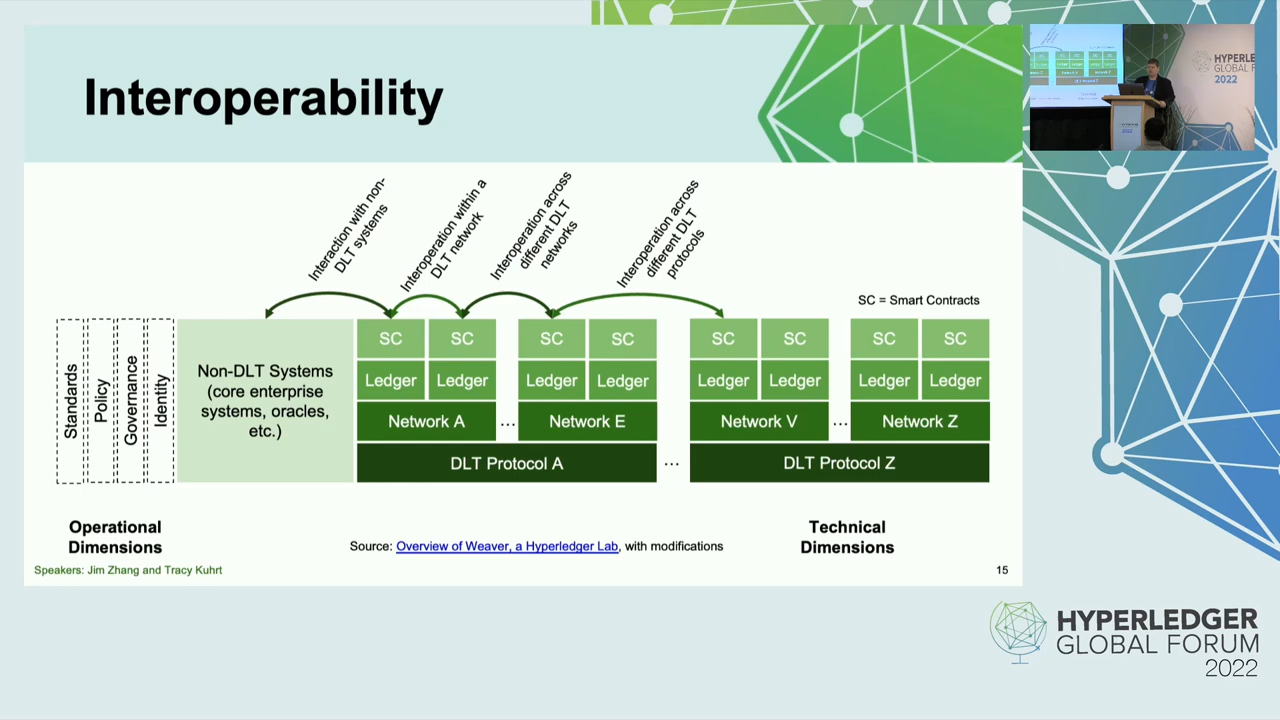 Interoperability
Interaction with non-
DLT systems
Interoperation within a
DLT network
Interoperation across
different DLT
networks
Interoperation across
different DLT
protocols
SC = Smart Contracts
Standards
Policy
Governance
Identity
Non-DLT Systems
(core enterprise
systems, oracles,
etc.)
SC SC SC SC SC SC SC SC
Ledger Ledger Ledger Ledger Ledger Ledger Ledger Ledger
Network A ... Network E Network V ... Network Z
DLT Protocol A ... DLT Protocol Z
Operational
Dimensions
Source: Overview of Weaver, a Hyperledger Lab, with modifications
Technical
Dimensions
Speakers: Jim Zhang and Tracy Kuhrt
15
HYPERLE
GLOBAL F
2022
HYPERLEDGER
GLOBAL FORUM
2022